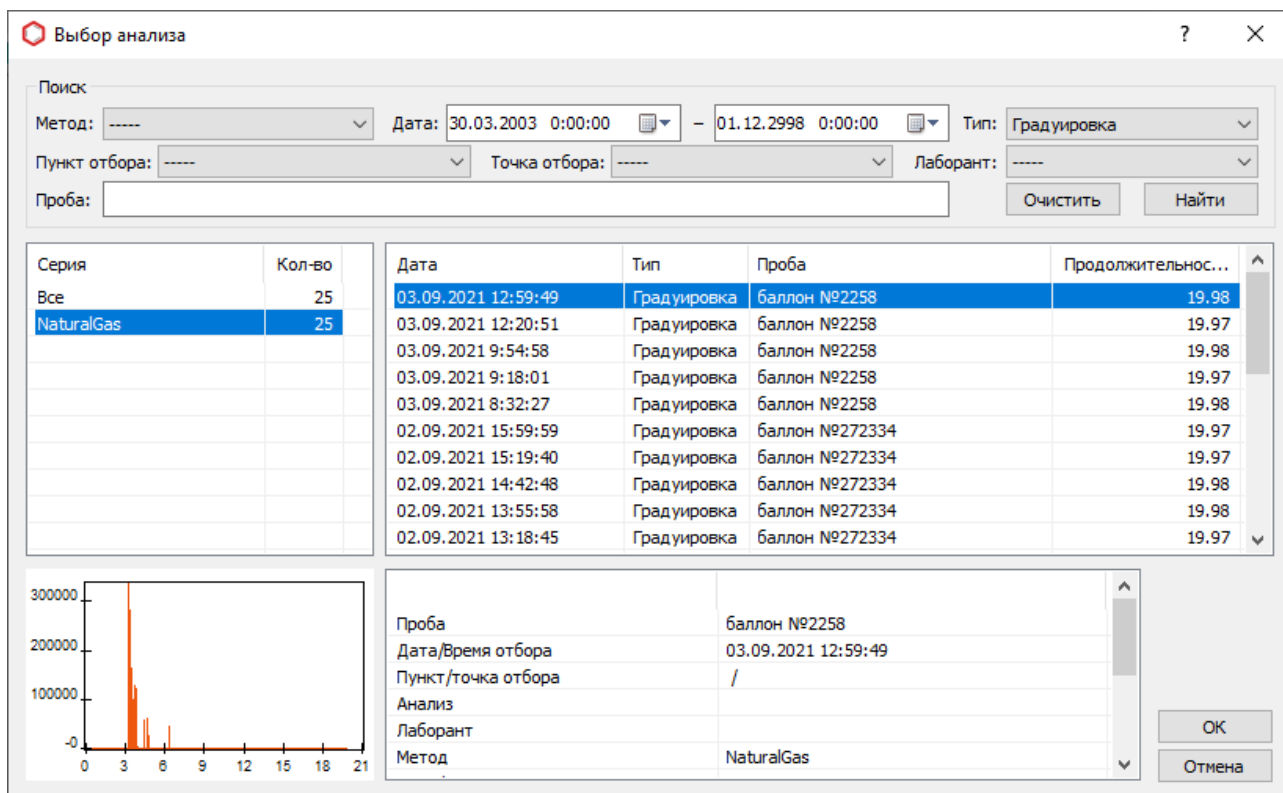 Выбор анализа ?
Поиск
Метод: ----- Дата: 30.03.2003 0:00:00 – 01.12.2998 0:00:00 Тип: Градуировка
Пункт отбора: ----- Точка отбора: ----- Лаборант: -----
Проба: Очистить Найти
Серия Кол-во
Все 25
NaturalGas 25
Дата Тип Проба Продолжительнос...
03.09.2021 12:59:49 Градуировка баллон №2258 19.98
03.09.2021 12:20:51 Градуировка баллон №2258 19.97
03.09.2021 9:54:58 Градуировка баллон №2258 19.98
03.09.2021 9:18:01 Градуировка баллон №2258 19.97
03.09.2021 8:32:27 Градуировка баллон №2258 19.98
02.09.2021 15:59:59 Градуировка баллон №272334 19.97
02.09.2021 15:19:40 Градуировка баллон №272334 19.97
02.09.2021 14:42:48 Градуировка баллон №272334 19.98
02.09.2021 13:55:58 Градуировка баллон №272334 19.98
02.09.2021 13:18:45 Градуировка баллон №272334 19.97
300000
200000
100000
-0
0 3 6 9 12 15 18 21
Проба баллон №2258
Дата/Время отбора 03.09.2021 12:59:49
Пункт/точка отбора /
Анализ
Лаборант
Метод NaturalGas
ОК
Отмена